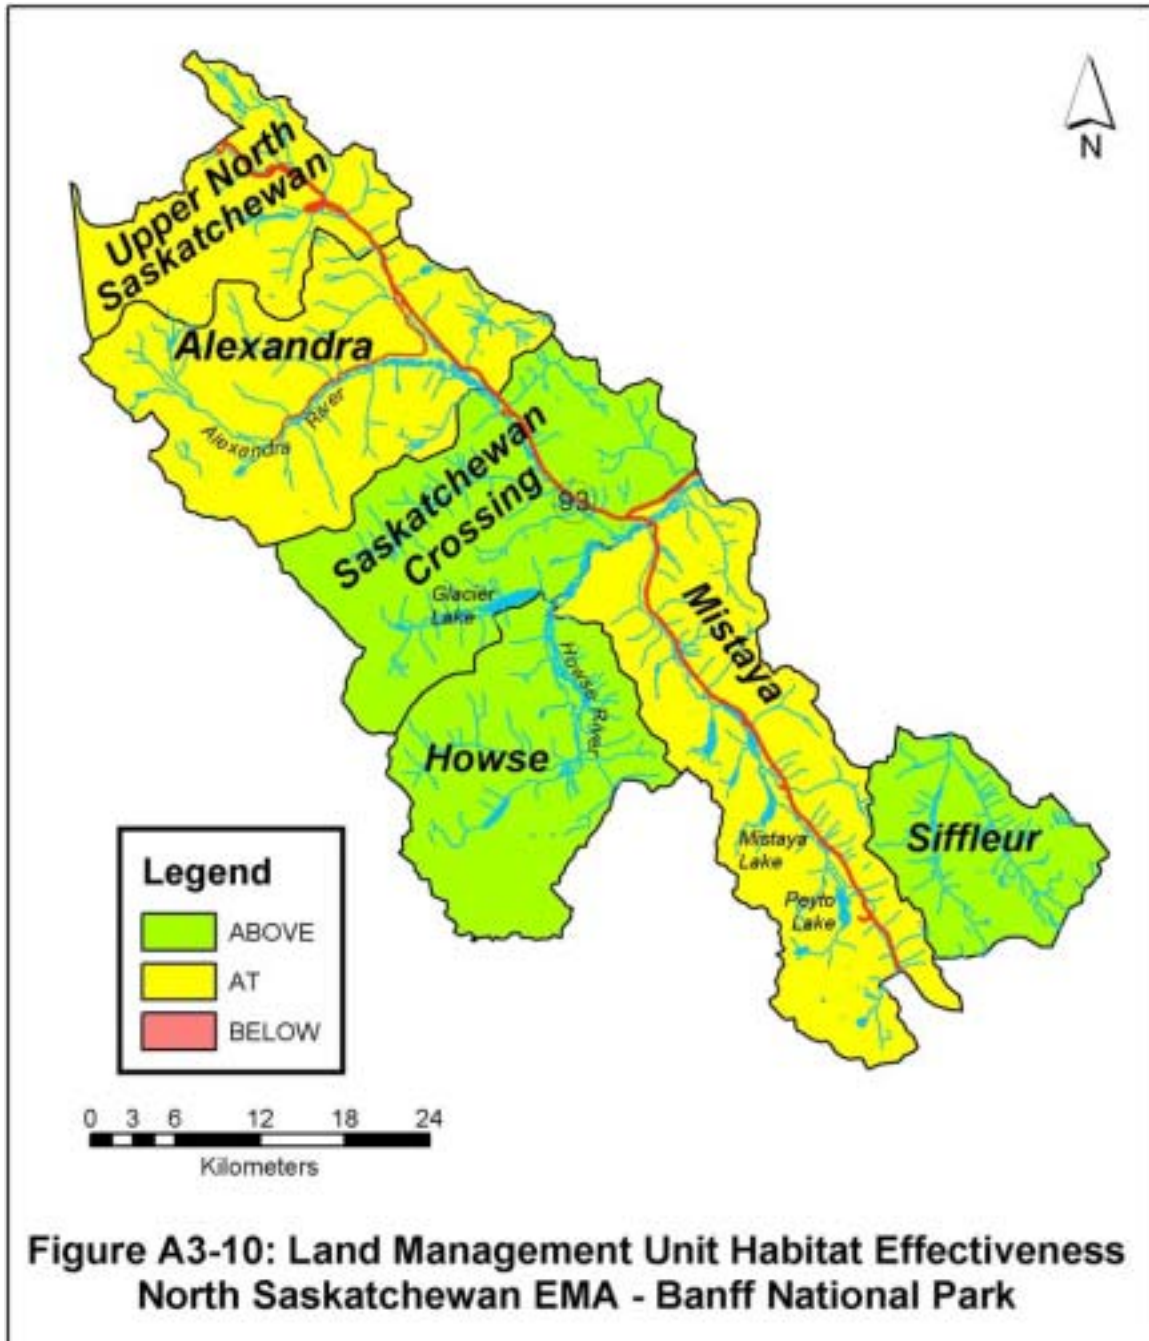 N
Upper North
Saskatchewan
Alexandra
Alexandra River
Saskatchewan
Crossing
93
Glacier
Lake
Mistaya
Howse River
Howse
Siffleur
Mistaya
Lake
Peyto
Lake
Legend
ABOVE
AT
BELOW
0 3 6 12 18 24
Kilometers
Figure A3-10: Land Management Unit Habitat Effectiveness
North Saskatchewan EMA - Banff National Park